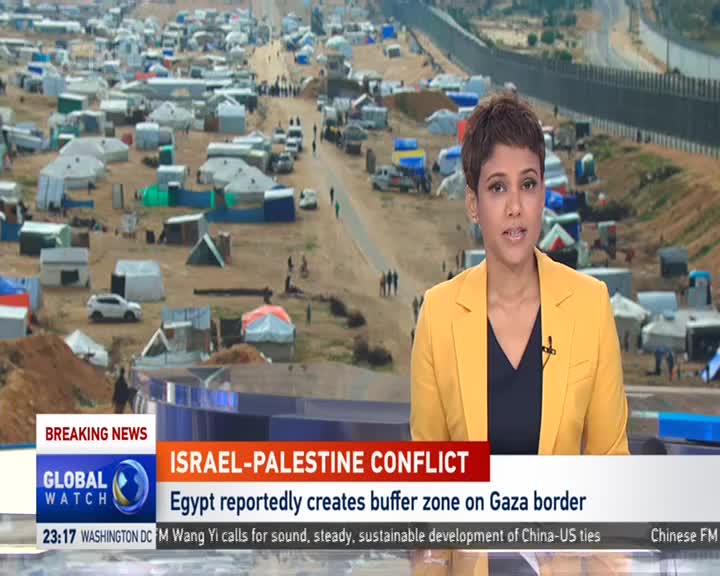 BREAKING NEWS
ISRAEL-PALESTINE CONFLICT
GLOBAL
WATCH
Egypt reportedly creates buffer zone on Gaza border
23:17 WASHINGTON DC
FM Wang Yi calls for sound, steady, sustainable development of China-US ties Chinese FM